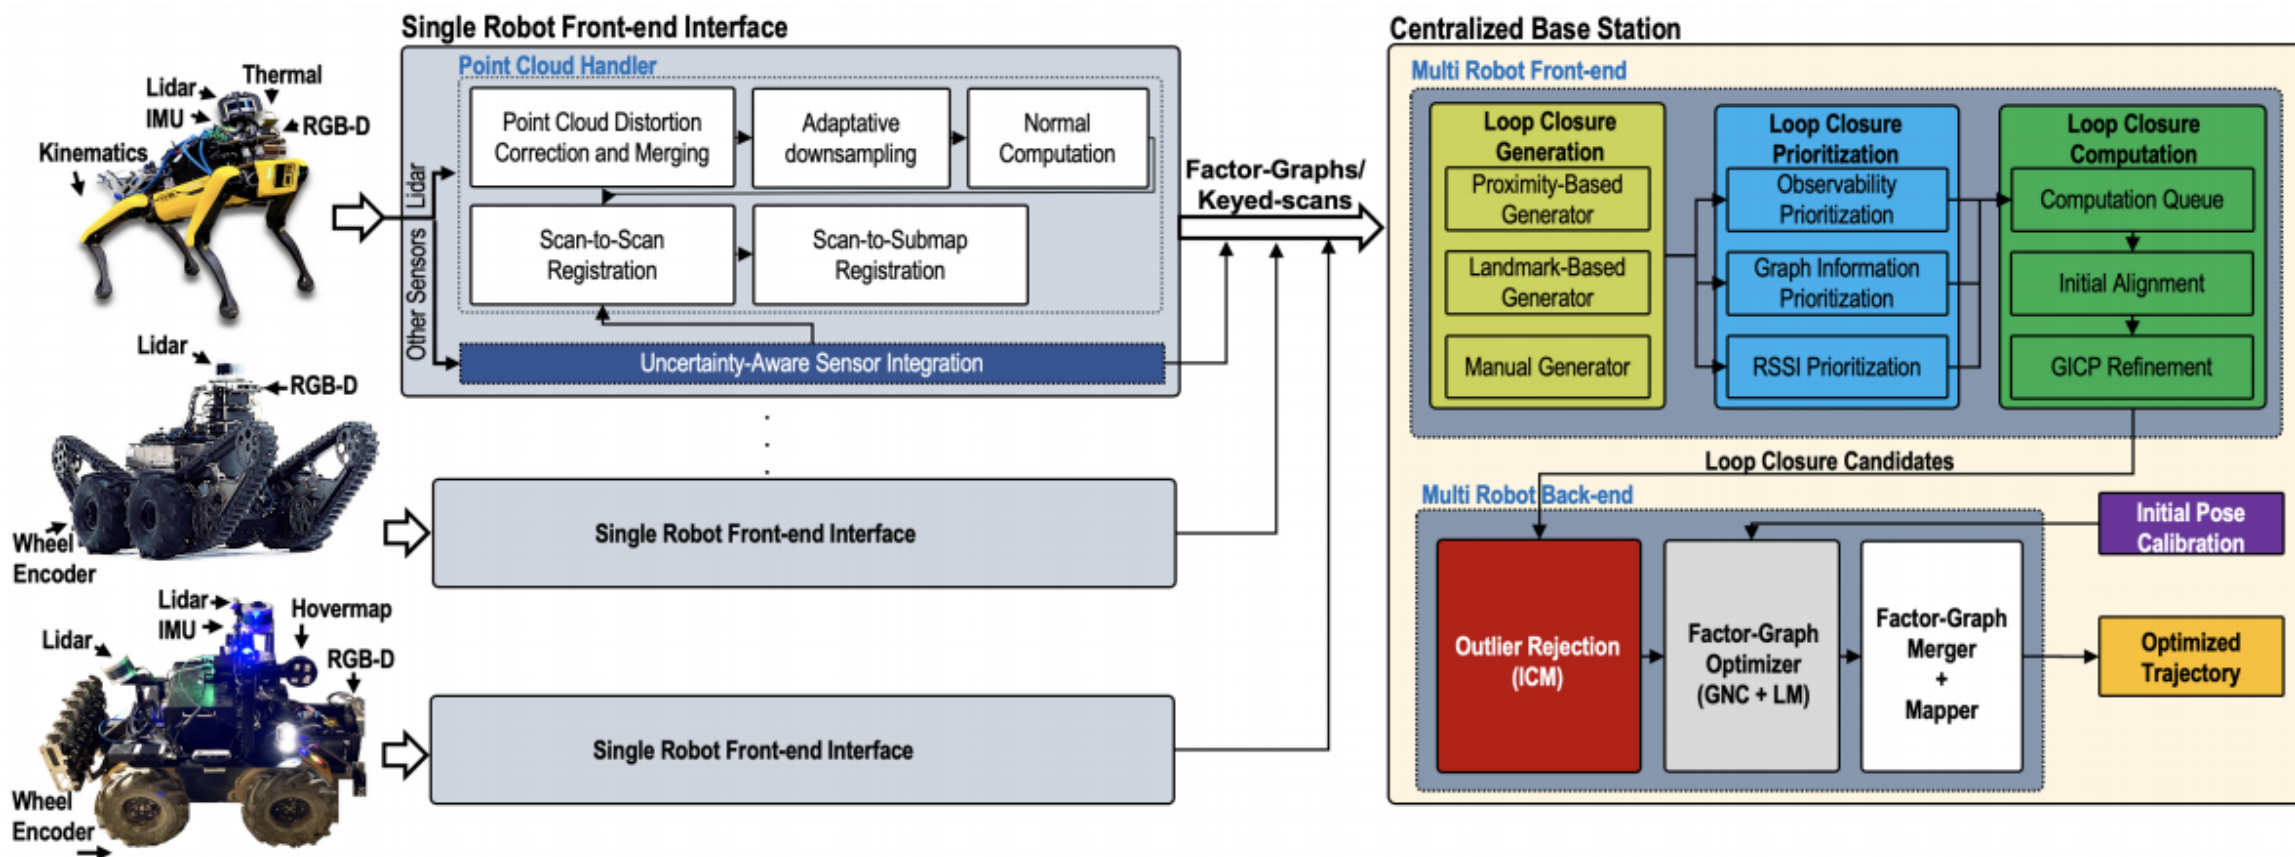 Single Robot Front-end Interface
Point Cloud Handler
Point Cloud Distortion
Correction and Merging
Adaptative
downsampling
Normal
Computation
Scan-to-Scan
Registration
Scan-to-Submap
Registration
Uncertainty-Aware Sensor Integration
Lidar
Other Sensors
Lidar
Thermal
IMU
RGB-D
Kinematics
Lidar
RGB-D
Wheel
Encoder
Single Robot Front-end Interface
Lidar
IMU
Hovermap
Lidar
RGB-D
Wheel
Encoder
Single Robot Front-end Interface
Factor-Graphs/
Keyed-scans
Centralized Base Station
Multi Robot Front-end
Loop Closure
Generation
Proximity-Based
Generator
Landmark-Based
Generator
Manual Generator
Loop Closure
Prioritization
Observability
Prioritization
Graph Information
Prioritization
RSSI Prioritization
Loop Closure
Computation
Computation Queue
Initial Alignment
GICP Refinement
Loop Closure Candidates
Multi Robot Back-end
Outlier Rejection
(ICM)
Factor-Graph
Optimizer
(GNC + LM)
Factor-Graph
Merger
+
Mapper
Initial Pose
Calibration
Optimized
Trajectory